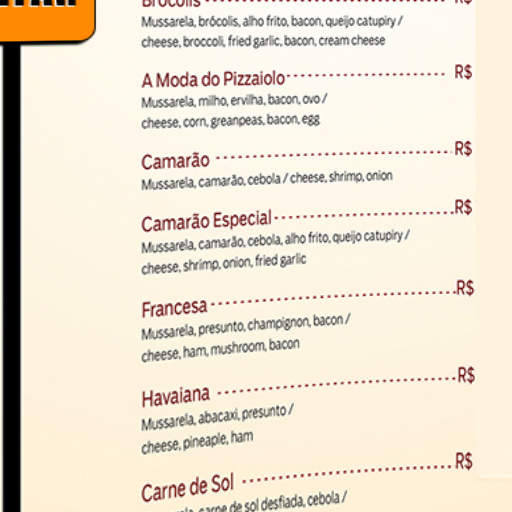 Brócolis R$
Mussarela, brócolis, alho frito, bacon, queijo catupiry /
cheese, broccoli, fried garlic, bacon, cream cheese
A Moda do Pizzaiolo R$
Mussarela, milho, ervilha, bacon, ovo /
cheese, corn, greanpeas, bacon, egg
Camarão R$
Mussarela, camarão, cebola / cheese, shrimp, onion
Camarão Especial R$
Mussarela, camarão, cebola, alho frito, queijo catupiry /
cheese, shrimp, onion, fried garlic
Francesa R$
Mussarela, presunto, champignon, bacon /
cheese, ham, mushroom, bacon
Havaiana R$
Mussarela, abacaxi, presunto /
cheese, pineapple, ham
Carne de Sol R$
carne de sol desfiada, cebola /